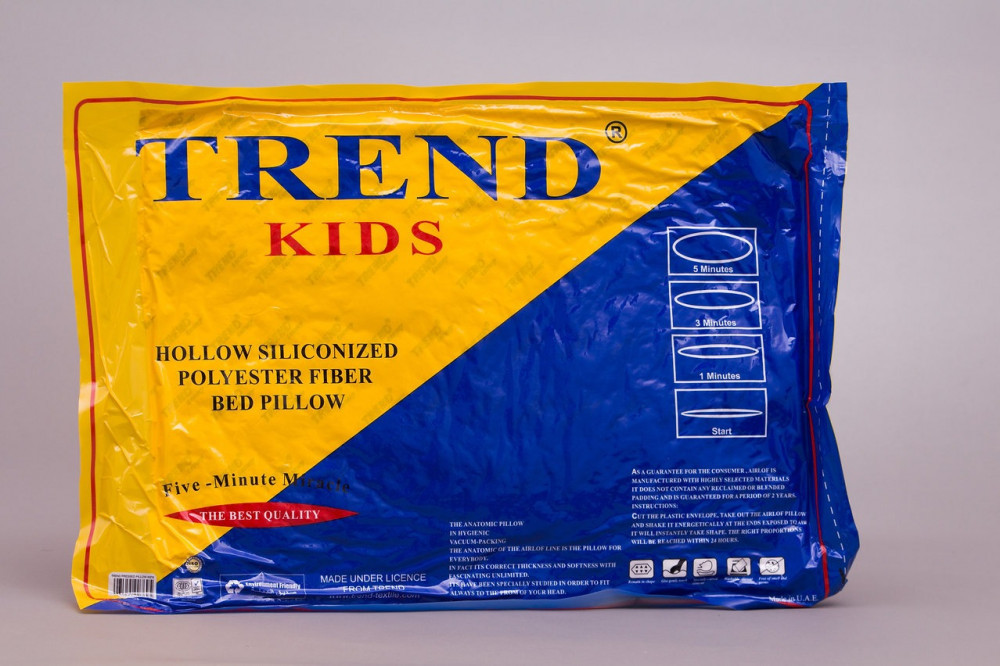 TREND®
KIDS
HOLLOW SILICONIZED
POLYESTER FIBER
BED PILLOW
Five -Minute Miracle
THE BEST QUALITY
5 Minutes
3 Minutes
1 Minutes
Start
AS A GUARANTEE FOR THE CONSUMER , AIRLOF IS
MANUFACTURED WITH HIGHLY SELECTED MATERIALS
IT DOES NOT CONTAIN ANY RECLAIMED OR BLENDED
PADDING AND IS GUARANTEED FOR A PERIOD OF 2 YEARS.
INSTRUCTIONS:
CUT THE PLASTIC ENVELOPE, TAKE OUT THE AIRLOF PILLOW
AND SHAKE IT ENERGETICALLY AT THE ENDS EXPOSED TO AIR
IT WILL INSTANTLY TAKE SHAPE. THE RIGHT PROPORTIONS
WILL BE REACHED WITHIN 24 HOURS.
THE ANATOMIC PILLOW
IN HYGIENIC
VACUUM-PACKING
THE ANATOMIC OF THE AIRLOF LINE IS THE PILLOW FOR
EVERYBODY.
IN FACT ITS CORRECT THICKNESS AND SOFTNESS WITH
FASCINATING UNLIMITED.
ITS HAVE BEEN SPECIALLY STUDIED IN ORDER TO FIT
ALWAYS TO THE FROM OF YOUR HEAD.
Environmental Friendly
MADE UNDER LICENCE
FROM TREND
www.trend-textile.com
Made in U.A.E